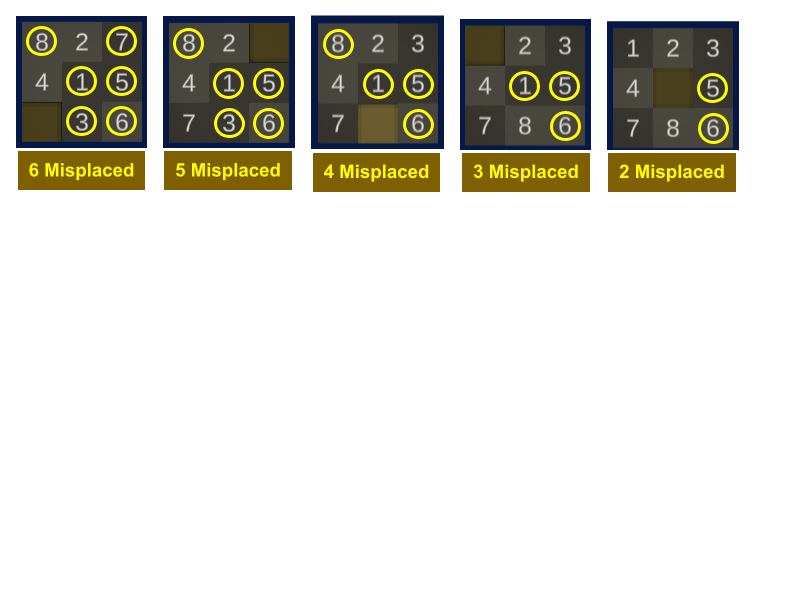 8 2 7
4 1 5
3 6
6 Misplaced
8 2
4 1 5
7 3 6
5 Misplaced
8 2 3
4 1 5
7 6
4 Misplaced
2 3
4 1 5
7 8 6
3 Misplaced
1 2 3
4 5
7 8 6
2 Misplaced